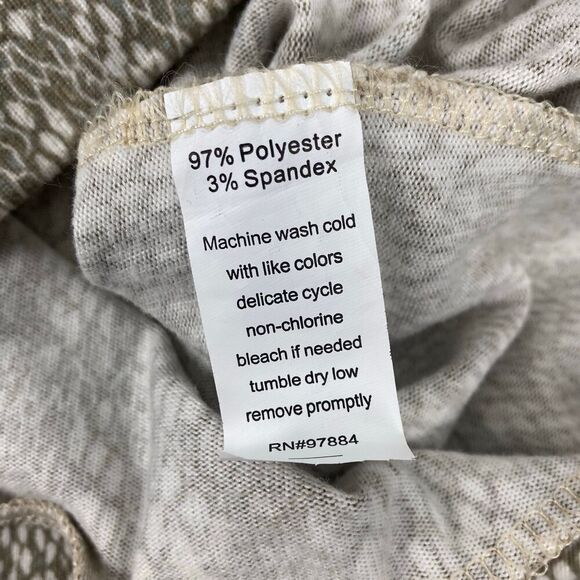 97% Polyester
3% Spandex
Machine wash cold
with like colors
delicate cycle
non-chlorine
bleach if needed
tumble dry low
remove promptly
RN#97884